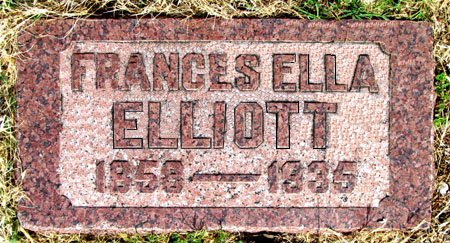 FRANCES ELLA
ELLIOTT
1858 — 1935